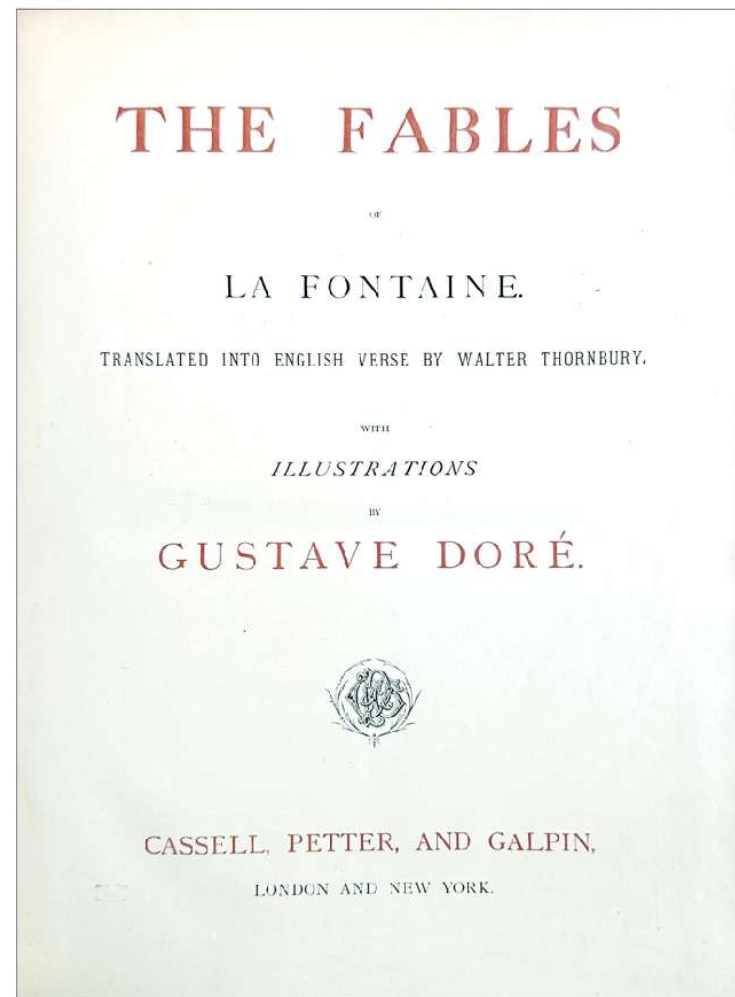 THE FABLES
OF
LA FONTAINE.
TRANSLATED INTO ENGLISH VERSE BY WALTER THORNBURY,
WITH
ILLUSTRATIONS
BY
GUSTAVE DORÉ.
CASSELL, PETTER, AND GALPIN,
LONDON AND NEW YORK.